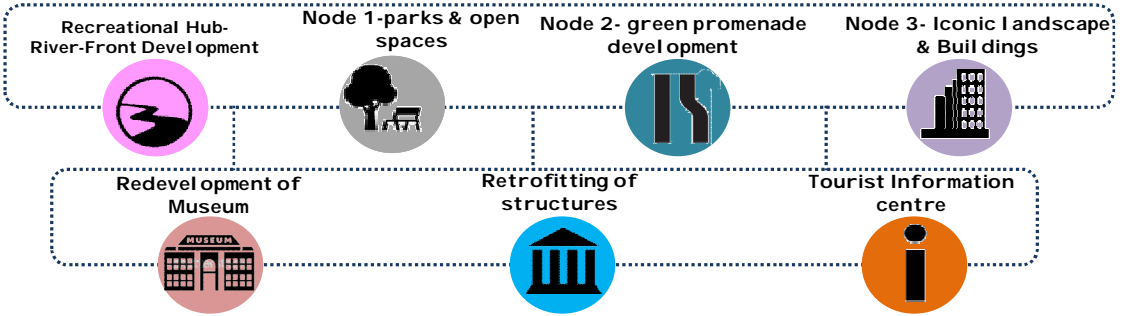 Recreational Hub-
River-Front Development
Node 1-parks & open
spaces
Node 2- green promenade
development
Node 3- Iconic landscape
& Buildings
Redevelopment of
Museum
MUSEUM
Retrofitting of
structures
Tourist Information
centre